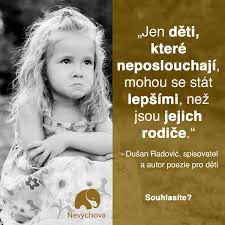 „Jen děti,
které
neposlouchají,
mohou se stát
lepšími, než
jsou jejich
rodiče.“
- Dušan Radović, spisovatel
a autor poezie pro děti
Souhlasíte?
Nevýchova